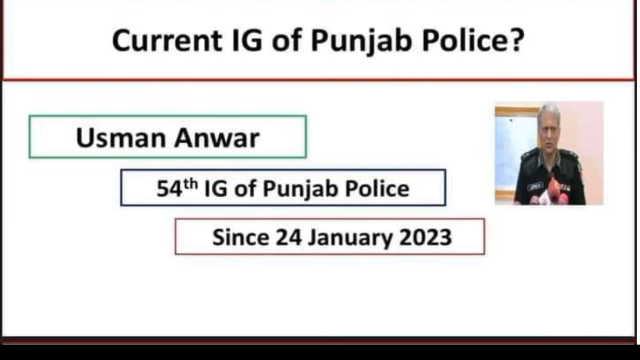 Current IG of Punjab Police?
Usman Anwar
54th IG of Punjab Police
Since 24 January 2023